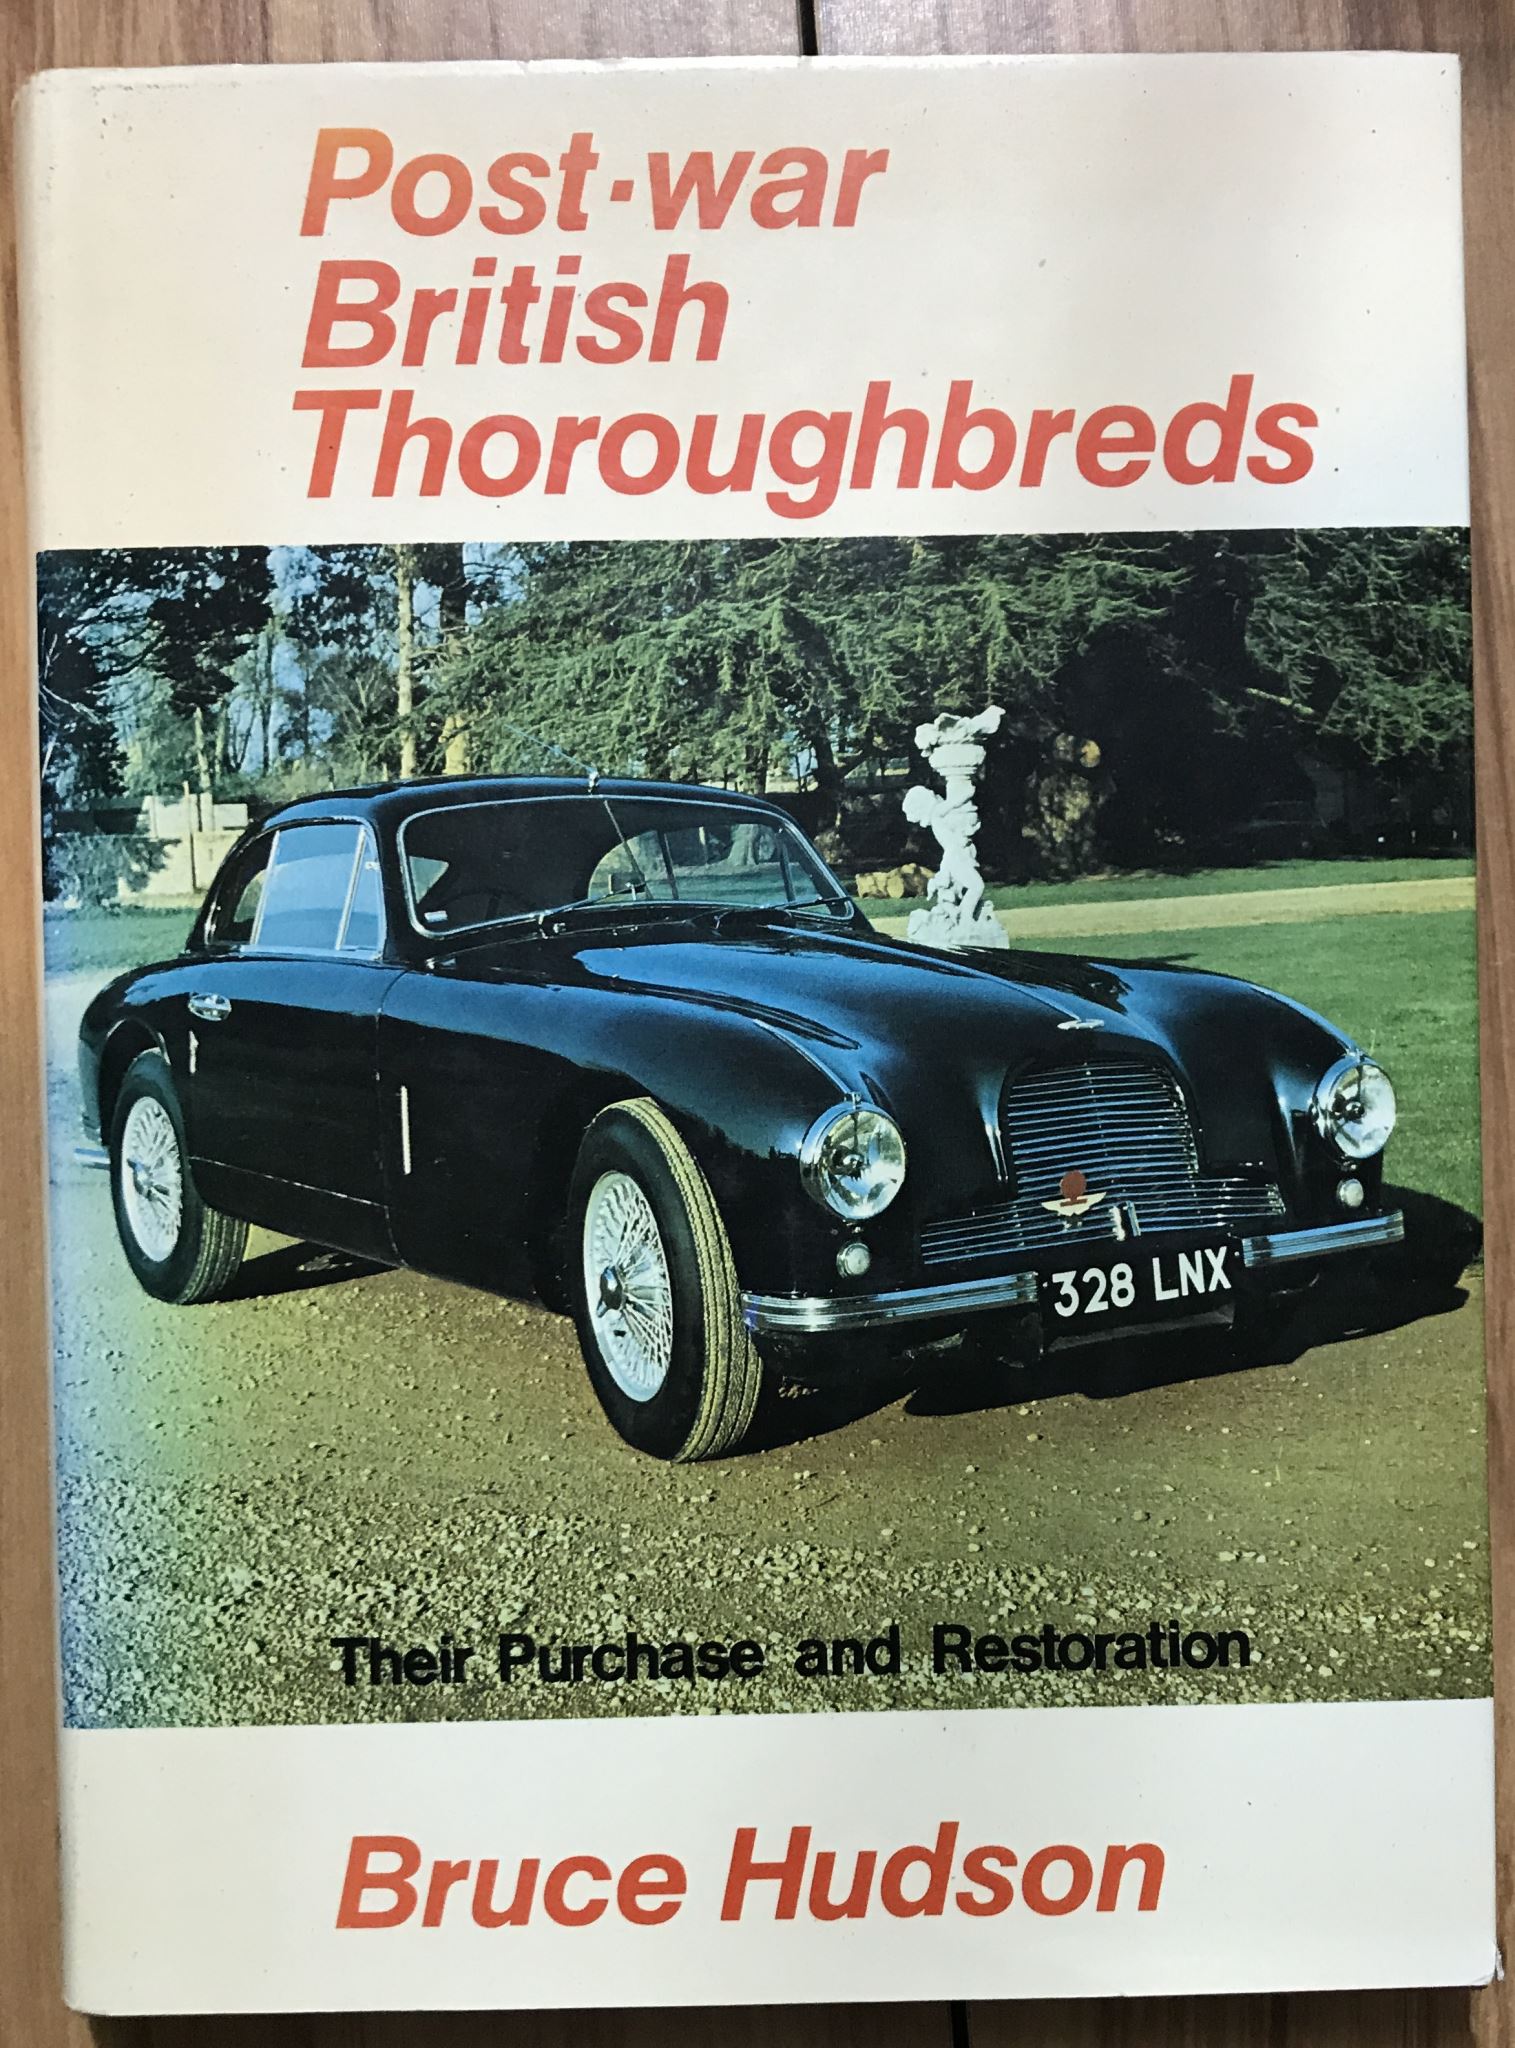 Post-war
British
Thoroughbreds
328 LNX
Their Purchase and Restoration
Bruce Hudson